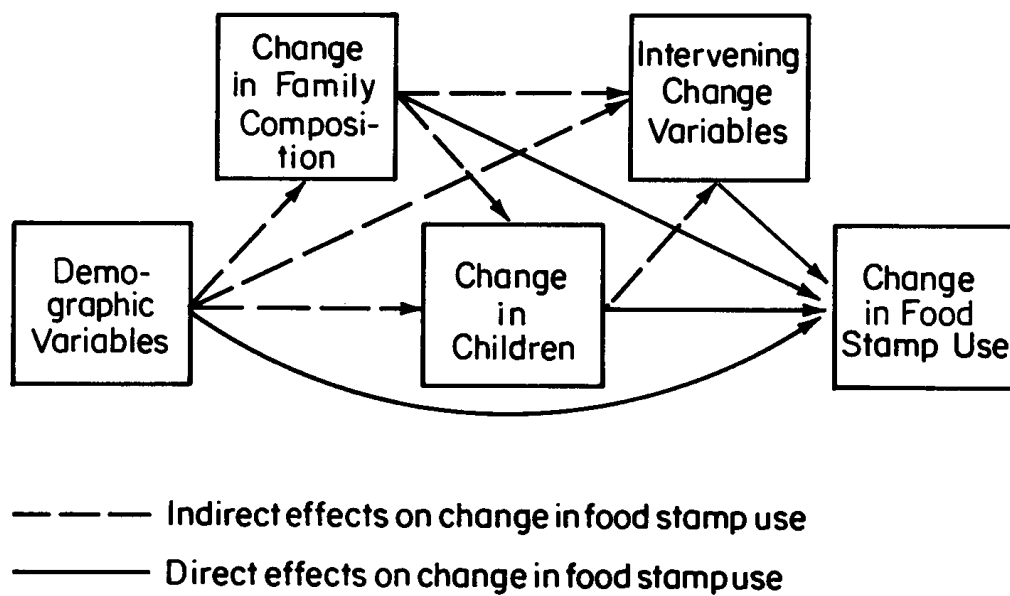 Change
in Family
Composi-
tion
Intervening
Change
Variables
Demo-
graphic
Variables
Change
in
Children
Change
in Food
Stamp Use
Indirect effects on change in food stamp use
Direct effects on change in food stamp use